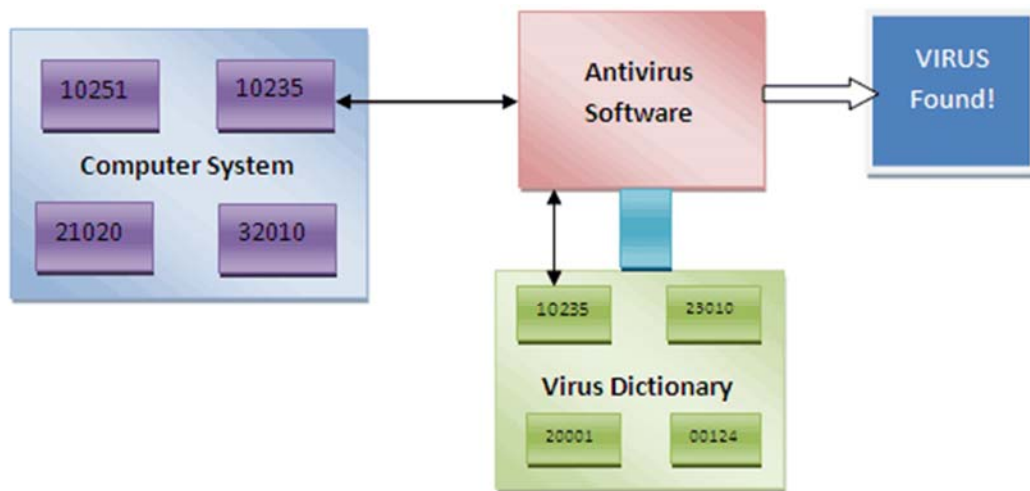 10251
10235
Computer System
21020
32010
Antivirus
Software
VIRUS
Found!
10235
23010
Virus Dictionary
20001
00124